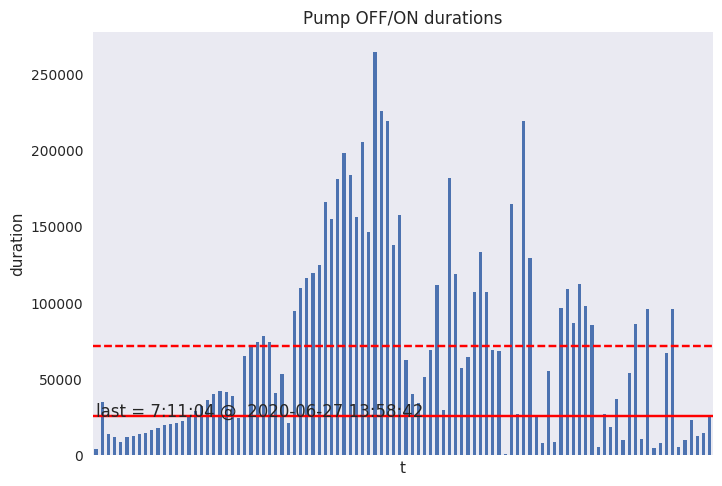 Pump OFF/ON durations
250000
200000
150000
100000
50000
0
duration
last = 7:11:04 @ 2020-06-27 13:58:42
t